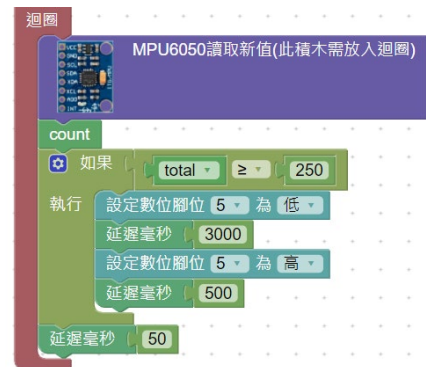 迴圈
MPU6050讀取新值(此積木需放入迴圈)
count
如果 total ≥ 250
執行 設定數位腳位 5 為 低
延遲毫秒 3000
設定數位腳位 5 為 高
延遲毫秒 500
延遲毫秒 50